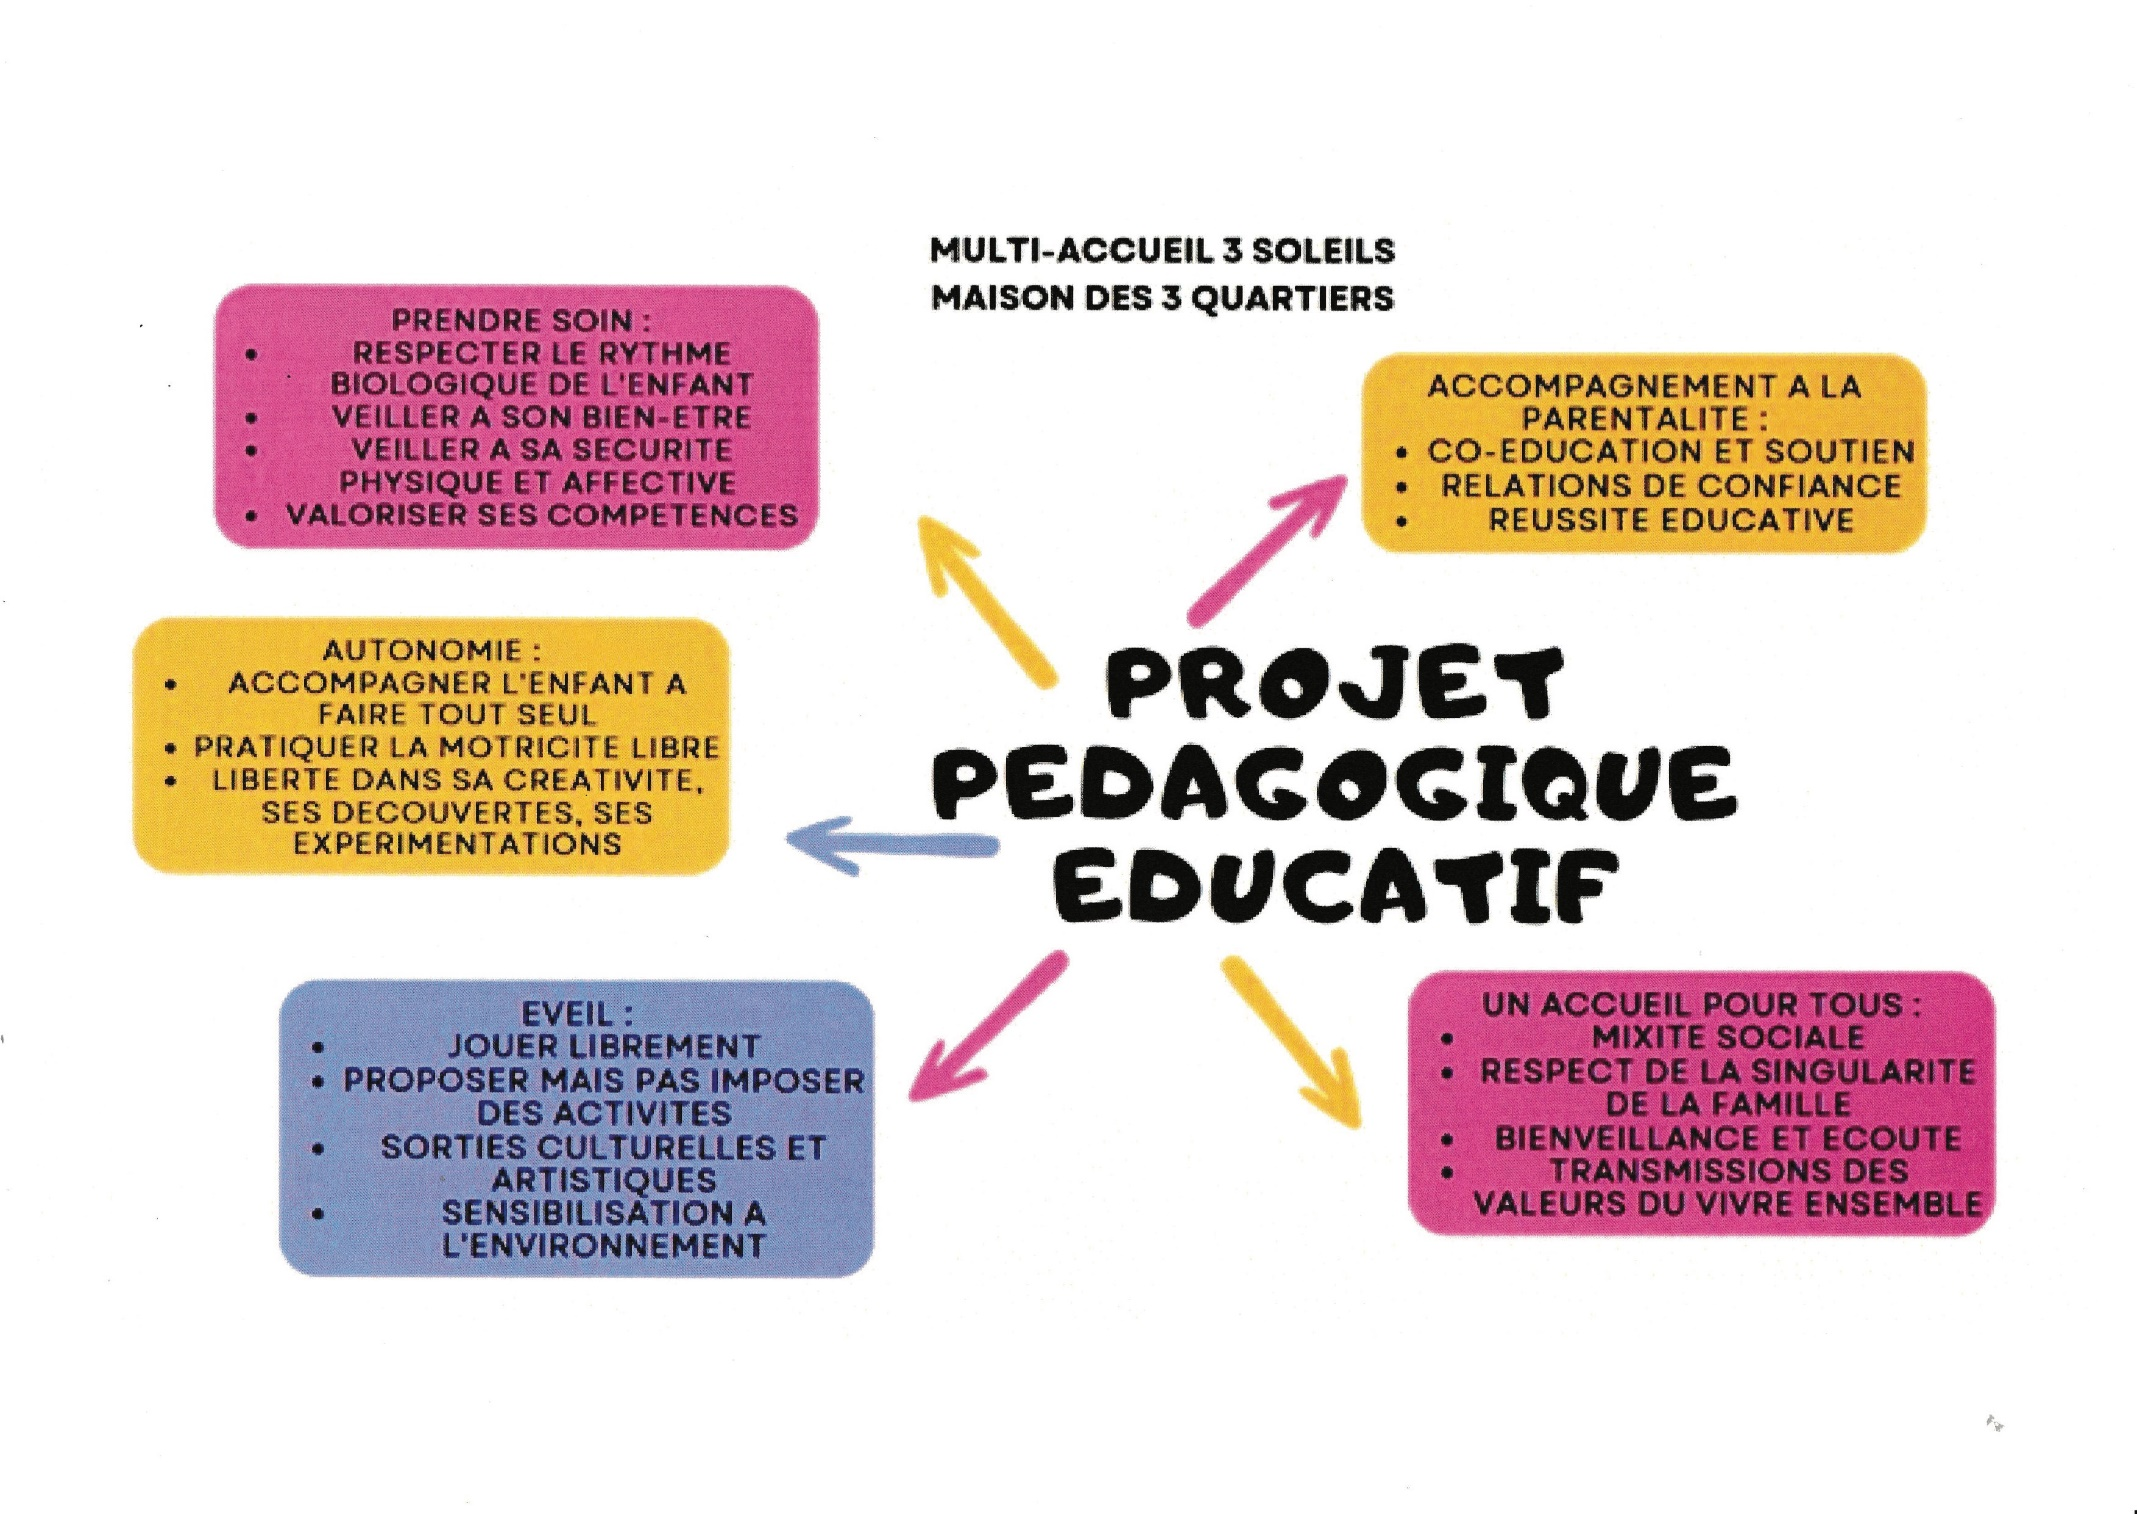 MULTI-ACCUEIL 3 SOLEILS
MAISON DES 3 QUARTIERS
PRENDRE SOIN :
• RESPECTER LE RYTHME
BIOLOGIQUE DE L'ENFANT
• VEILLER A SON BIEN-ETRE
• VEILLER A SA SECURITE
PHYSIQUE ET AFFECTIVE
• VALORISER SES COMPETENCES
ACCOMPAGNEMENT A LA
PARENTALITE :
• CO-EDUCATION ET SOUTIEN
• RELATIONS DE CONFIANCE
• REUSSITE EDUCATIVE
AUTONOMIE :
• ACCOMPAGNER L'ENFANT A
FAIRE TOUT SEUL
• PRATIQUER LA MOTRICITE LIBRE
• LIBERTE DANS SA CREATIVITE,
SES DECOUVERTES, SES
EXPERIMENTATIONS
PROJET
PEDAGOGIQUE
EDUCATIF
EVEIL :
• JOUER LIBREMENT
• PROPOSER MAIS PAS IMPOSER
DES ACTIVITES
• SORTIES CULTURELLES ET
ARTISTIQUES
• SENSIBILISATION A
L'ENVIRONNEMENT
UN ACCUEIL POUR TOUS :
• MIXITE SOCIALE
• RESPECT DE LA SINGULARITE
DE LA FAMILLE
• BIENVEILLANCE ET ECOUTE
• TRANSMISSIONS DES
VALEURS DU VIVRE ENSEMBLE